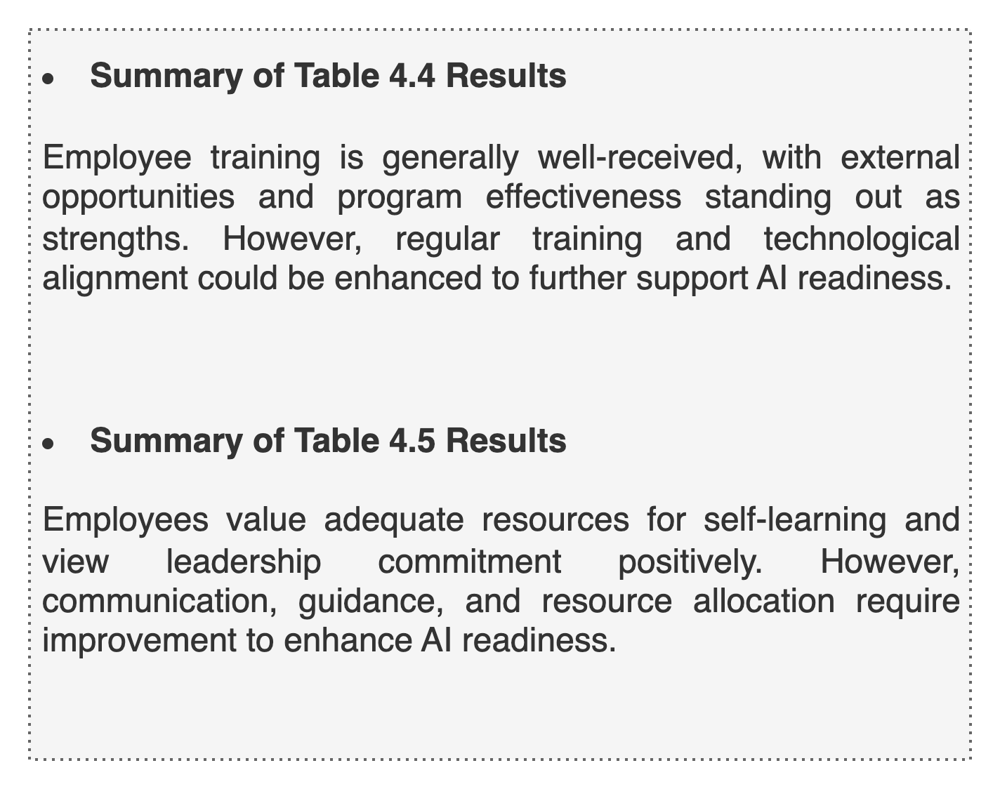 • Summary of Table 4.4 Results
Employee training is generally well-received, with external
opportunities and program effectiveness standing out as
strengths. However, regular training and technological
alignment could be enhanced to further support AI readiness.
• Summary of Table 4.5 Results
Employees value adequate resources for self-learning and
view leadership commitment positively. However,
communication, guidance, and resource allocation require
improvement to enhance AI readiness.